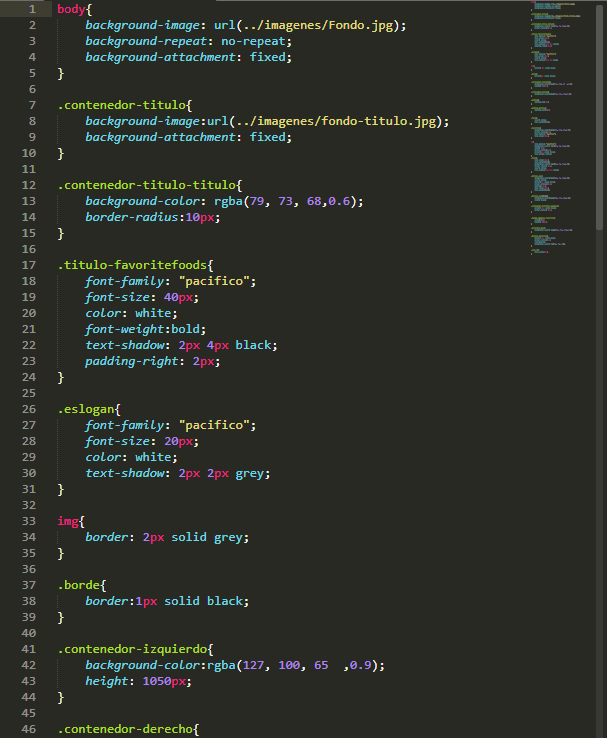 1 body{
2 background-image: url(../imagenes/Fondo.jpg);
3 background-repeat: no-repeat;
4 background-attachment: fixed;
5 }
6
7 .contenedor-titulo{
8 background-image:url(../imagenes/fondo-titulo.jpg);
9 background-attachment: fixed;
10 }
11
12 .contenedor-titulo-titulo{
13 background-color: rgba(79, 73, 68,0.6);
14 border-radius:10px;
15 }
16
17 .titulo-favoritefoods{
18 font-family: "pacifico";
19 font-size: 40px;
20 color: white;
21 font-weight:bold;
22 text-shadow: 2px 4px black;
23 padding-right: 2px;
24 }
25
26 .eslogan{
27 font-family: "pacifico";
28 font-size: 20px;
29 color: white;
30 text-shadow: 2px 2px grey;
31 }
32
33 img{
34 border: 2px solid grey;
35 }
36
37 .borde{
38 border:1px solid black;
39 }
40
41 .contenedor-izquierdo{
42 background-color:rgba(127, 100, 65  ,0.9);
43 height: 1050px;
44 }
45
46 .contenedor-derecho{